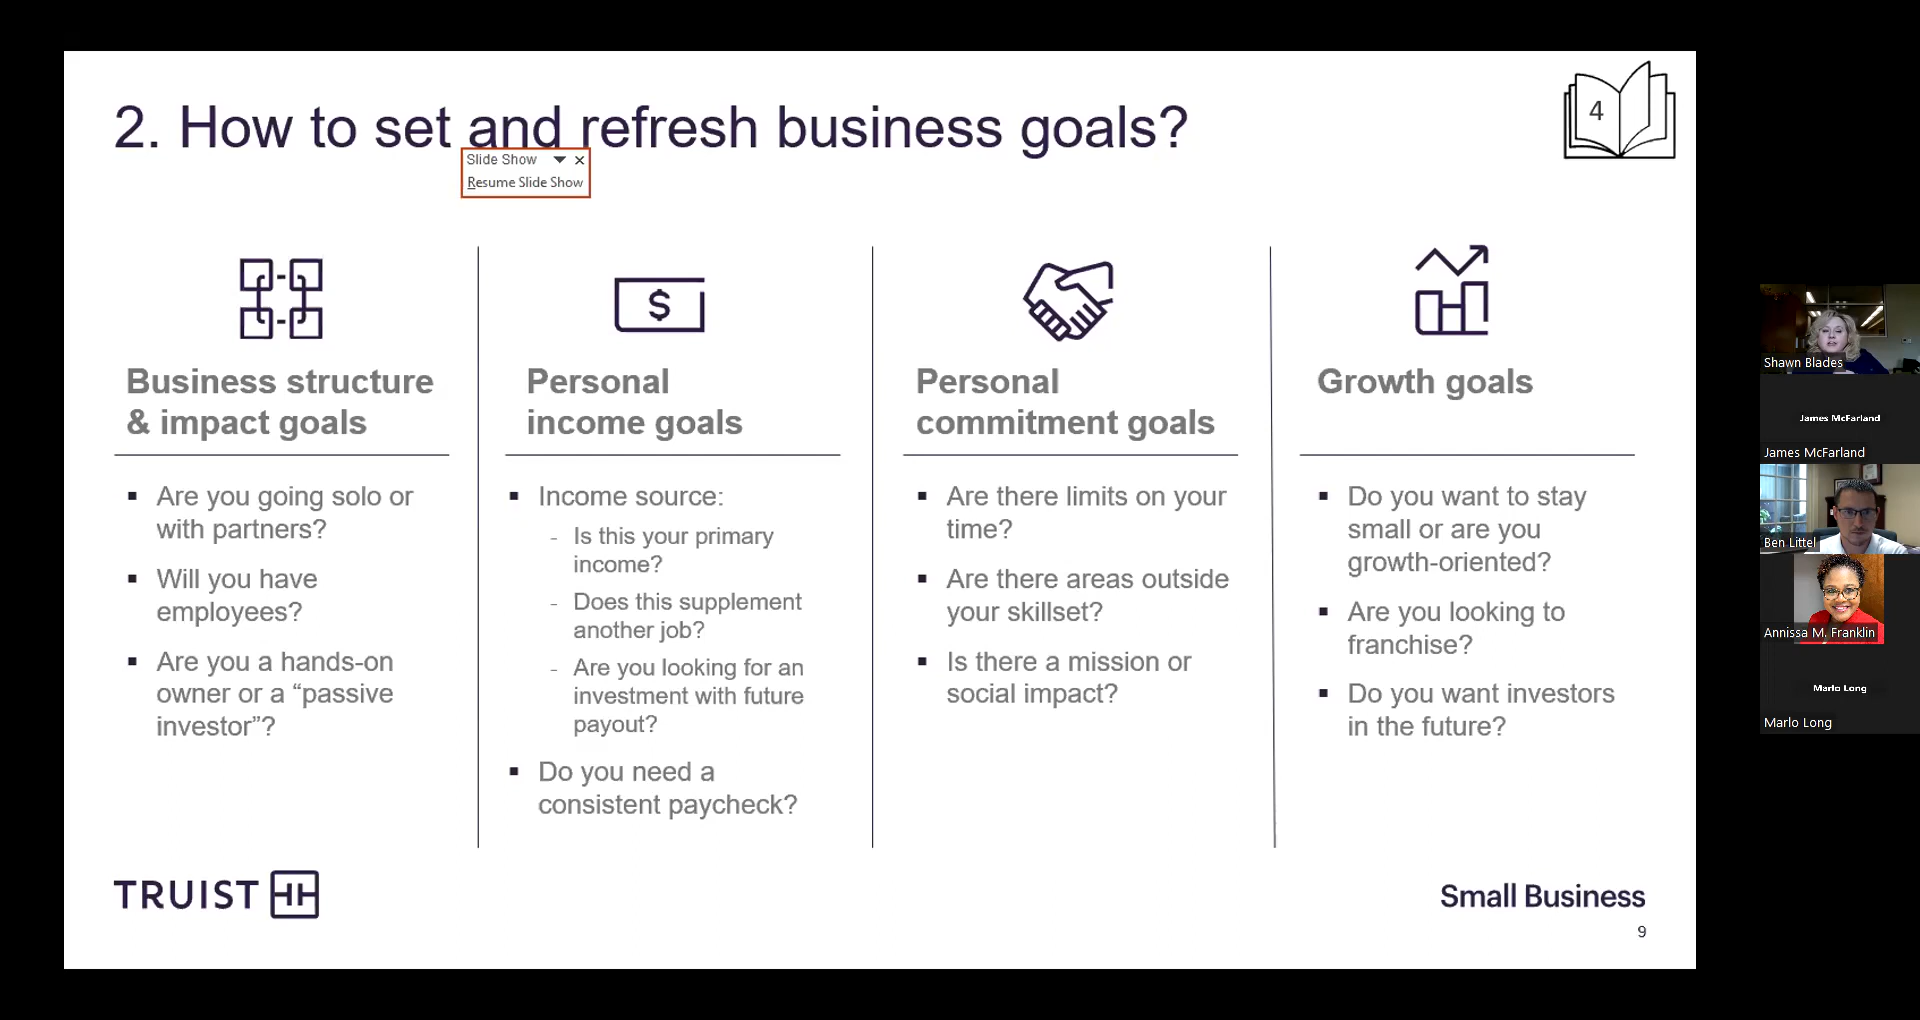 2. How to set and refresh business goals?
4
Slide Show
Resume Slide Show
Business structure
& impact goals
Are you going solo or
with partners?
Will you have
employees?
Are you a hands-on
owner or a “passive
investor”?
$
Personal
income goals
Income source:
- Is this your primary
income?
- Does this supplement
another job?
- Are you looking for an
investment with future
payout?
Do you need a
consistent paycheck?
Personal
commitment goals
Are there limits on your
time?
Are there areas outside
your skillset?
Is there a mission or
social impact?
Growth goals
Do you want to stay
small or are you
growth-oriented?
Are you looking to
franchise?
Do you want investors
in the future?
TRUIST
Small Business
9
Shawn Blades
James McFarland
James McFarland
Ben Littel
Annissa M. Franklin
Marlo Long
Marlo Long